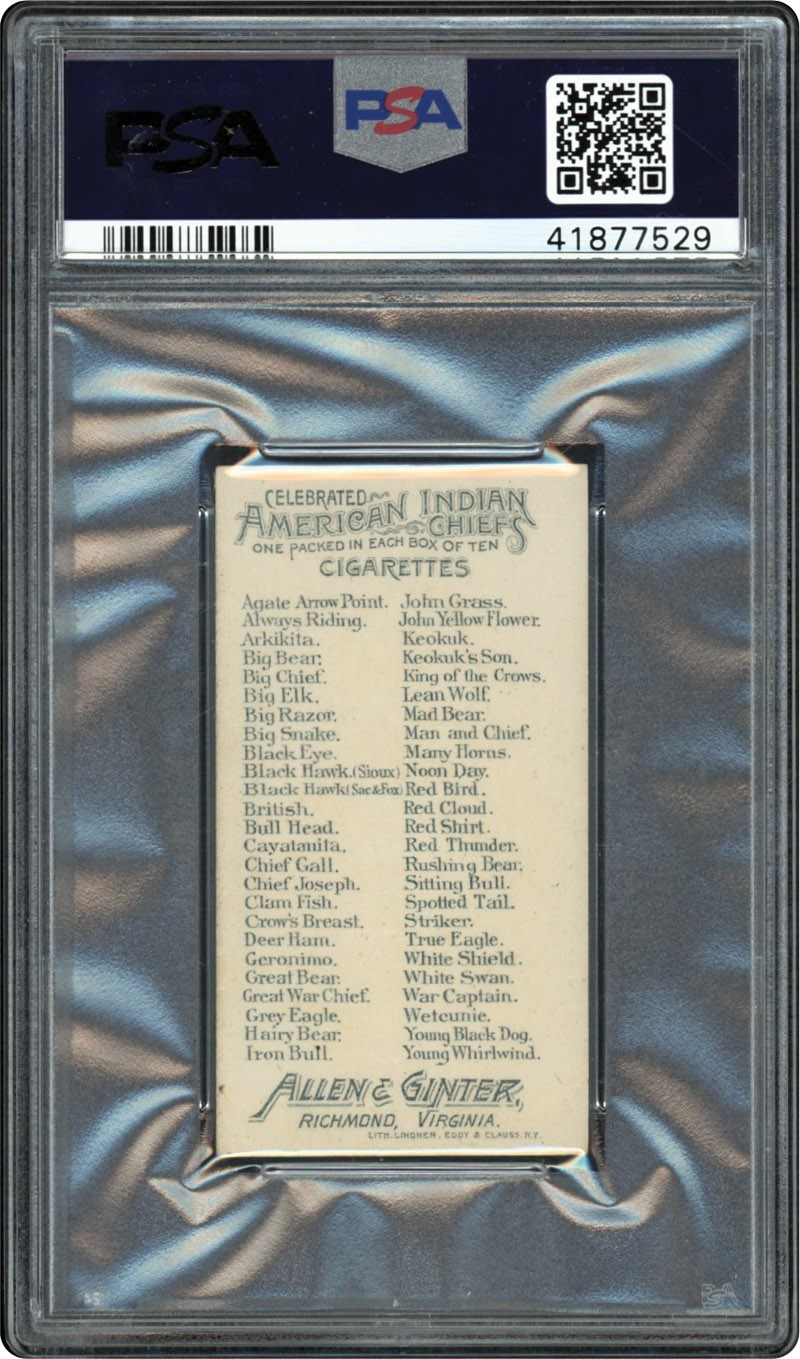 PSA
PSA
41877529
CELEBRATED
AMERICAN INDIAN
CHIEFS
ONE PACKED IN EACH BOX OF TEN
CIGARETTES
Agate Arrow Point. John Grass.
Always Riding. John Yellow Flower.
Arkikita. Keokuk.
Big Bear. Keokuk's Son.
Big Chief. King of the Crows.
Big Elk. Lean Wolf.
Big Razor. Mad Bear.
Big Snake. Man and Chief.
Black Eye. Many Horns.
Black Hawk.(Sioux) Noon Day.
Black Hawk(Sac&Fox) Red Bird.
British. Red Cloud.
Bull Head. Red Shirt.
Cayatanita. Red Thunder.
Chief Gall. Rushing Bear.
Chief Joseph. Sitting Bull.
Clam Fish. Spotted Tail.
Crow's Breast. Striker.
Deer Ham. True Eagle.
Geronimo. White Shield.
Great Bear. White Swan.
Great War Chief. War Captain.
Grey Eagle. Wetcunie.
Hairy Bear. Young Black Dog.
Iron Bull. Young Whirlwind.
ALLEN & GINTER,
RICHMOND, VIRGINIA.
LITH. LINDNER, EDDY & CLAUSS. N.Y.
PSA